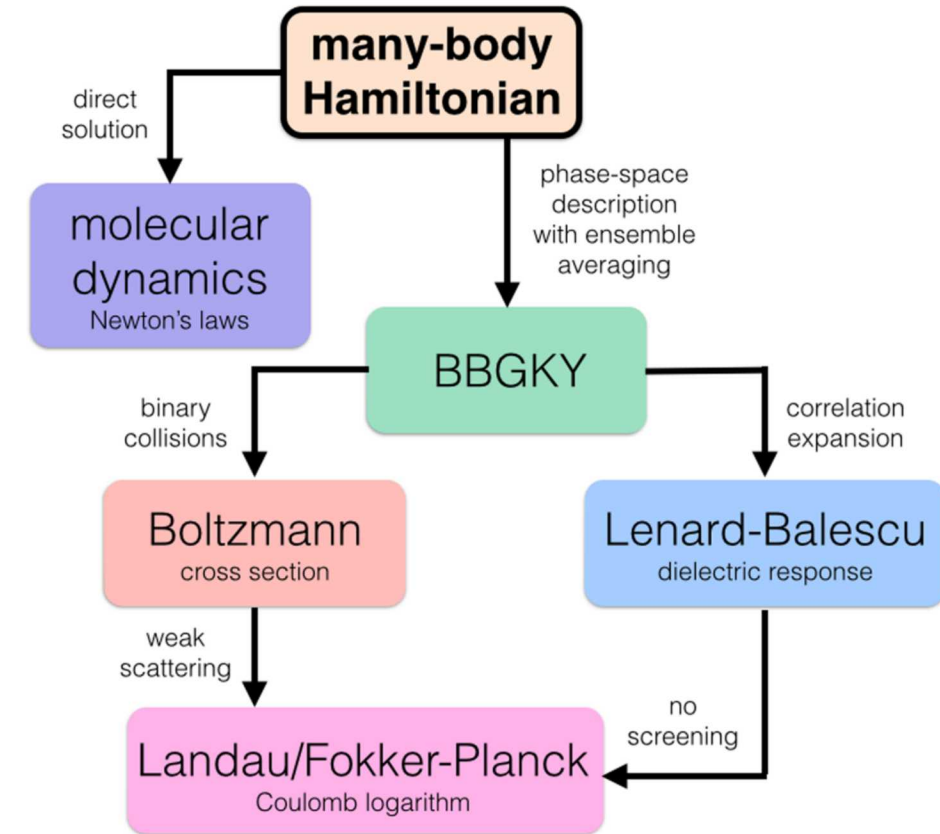 many-body
Hamiltonian
direct
solution
phase-space
description
with ensemble
averaging
molecular
dynamics
Newton's laws
BBGKY
binary
collisions
correlation
expansion
Boltzmann
cross section
Lenard-Balescu
dielectric response
weak
scattering
no
screening
Landau/Fokker-Planck
Coulomb logarithm